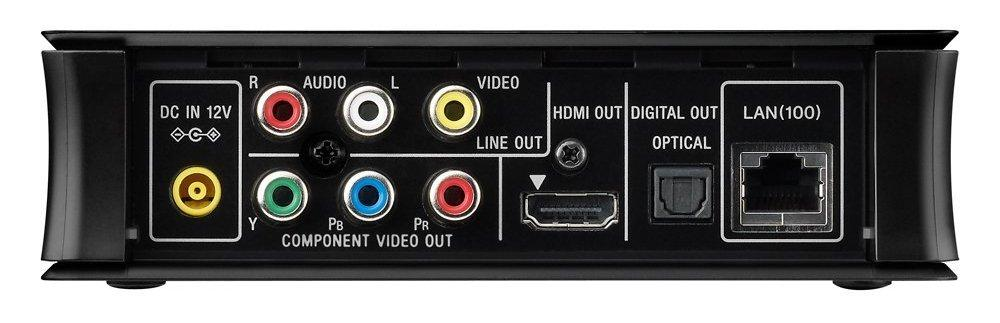 DC IN 12V
R AUDIO L
VIDEO
LINE OUT
Y PB PR
COMPONENT VIDEO OUT
HDMI OUT
DIGITAL OUT
OPTICAL
LAN(100)